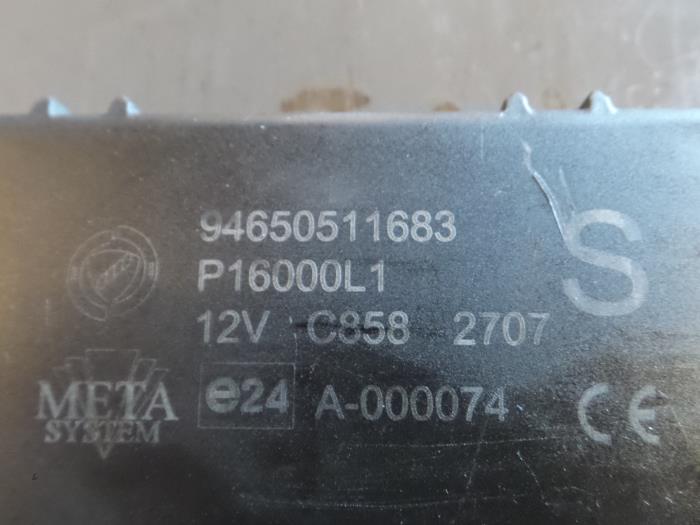 94650511683
P16000L1
S
12V C858 2707
META
SYSTEM
e24 A-000074
CE